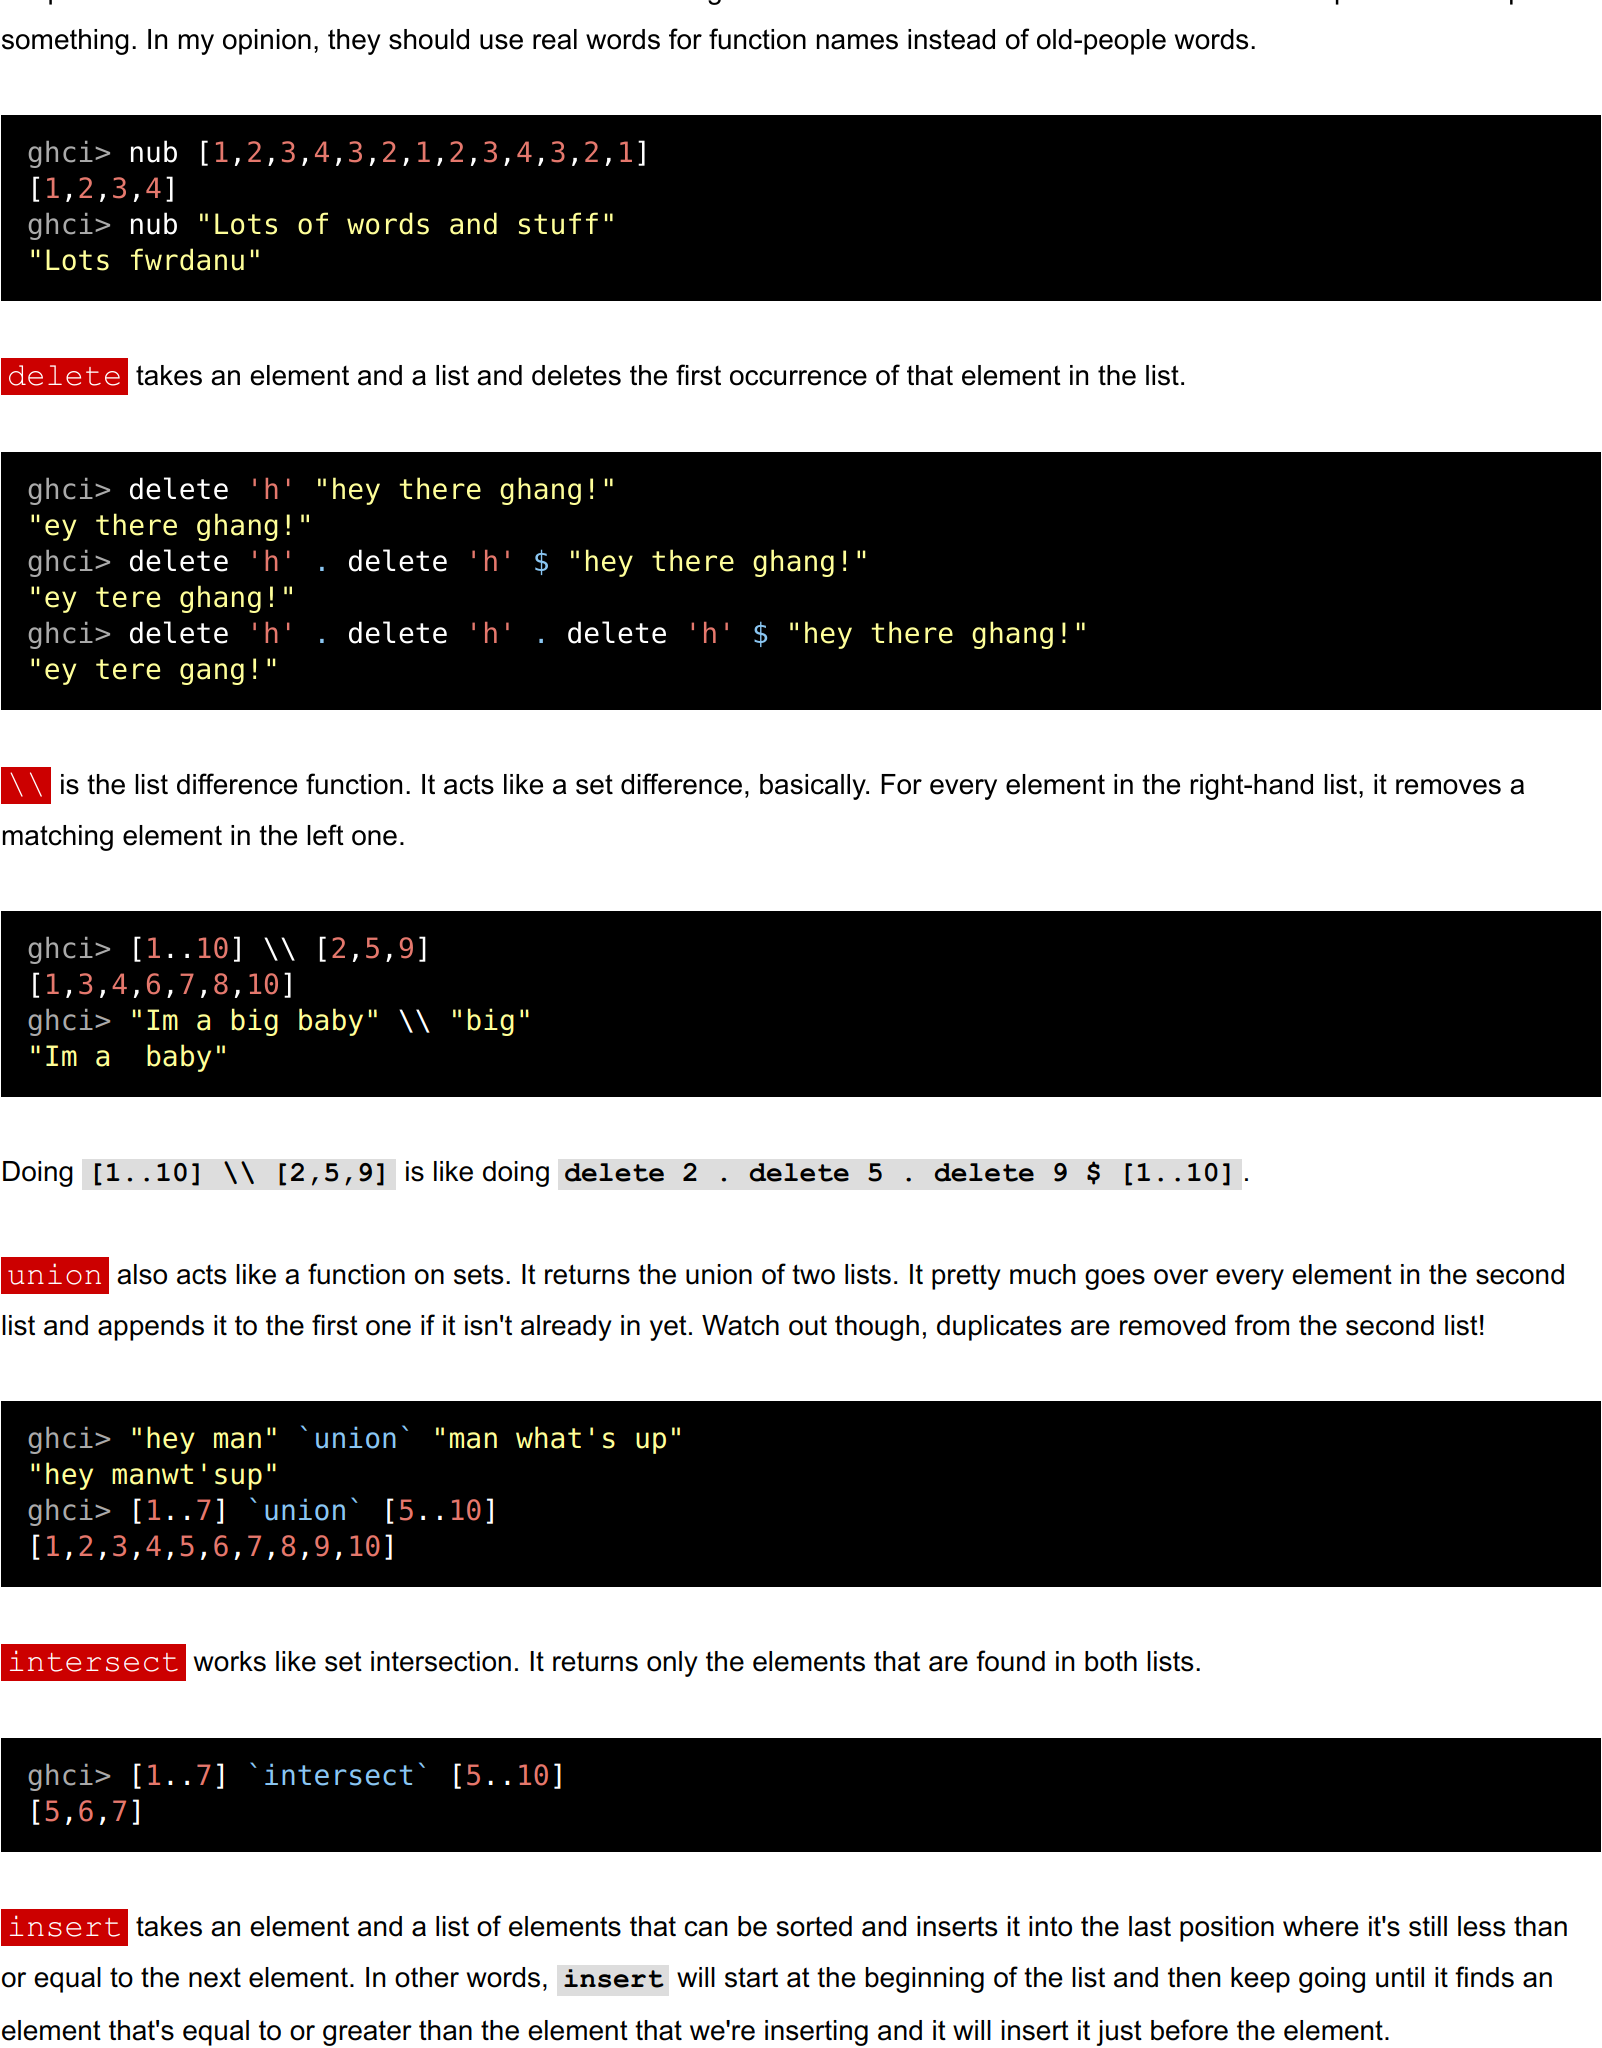 something. In my opinion, they should use real words for function names instead of old-people words.
ghci> nub [1,2,3,4,3,2,1,2,3,4,3,2,1]
[1,2,3,4]
ghci> nub "Lots of words and stuff"
"Lots fwrdanu"
delete takes an element and a list and deletes the first occurrence of that element in the list.
ghci> delete 'h' "hey there ghang!"
"ey there ghang!"
ghci> delete 'h' . delete 'h' $ "hey there ghang!"
"ey tere ghang!"
ghci> delete 'h' . delete 'h' . delete 'h' $ "hey there ghang!"
"ey tere gang!"
\\ is the list difference function. It acts like a set difference, basically. For every element in the right-hand list, it removes a
matching element in the left one.
ghci> [1..10] \\ [2,5,9]
[1,3,4,6,7,8,10]
ghci> "Im a big baby" \\ "big"
"Im a  baby"
Doing [1..10] \\ [2,5,9] is like doing delete 2 . delete 5 . delete 9 $ [1..10].
union also acts like a function on sets. It returns the union of two lists. It pretty much goes over every element in the second
list and appends it to the first one if it isn't already in yet. Watch out though, duplicates are removed from the second list!
ghci> "hey man" `union` "man what's up"
"hey manwt'sup"
ghci> [1..7] `union` [5..10]
[1,2,3,4,5,6,7,8,9,10]
intersect works like set intersection. It returns only the elements that are found in both lists.
ghci> [1..7] `intersect` [5..10]
[5,6,7]
insert takes an element and a list of elements that can be sorted and inserts it into the last position where it's still less than
or equal to the next element. In other words, insert will start at the beginning of the list and then keep going until it finds an
element that's equal to or greater than the element that we're inserting and it will insert it just before the element.